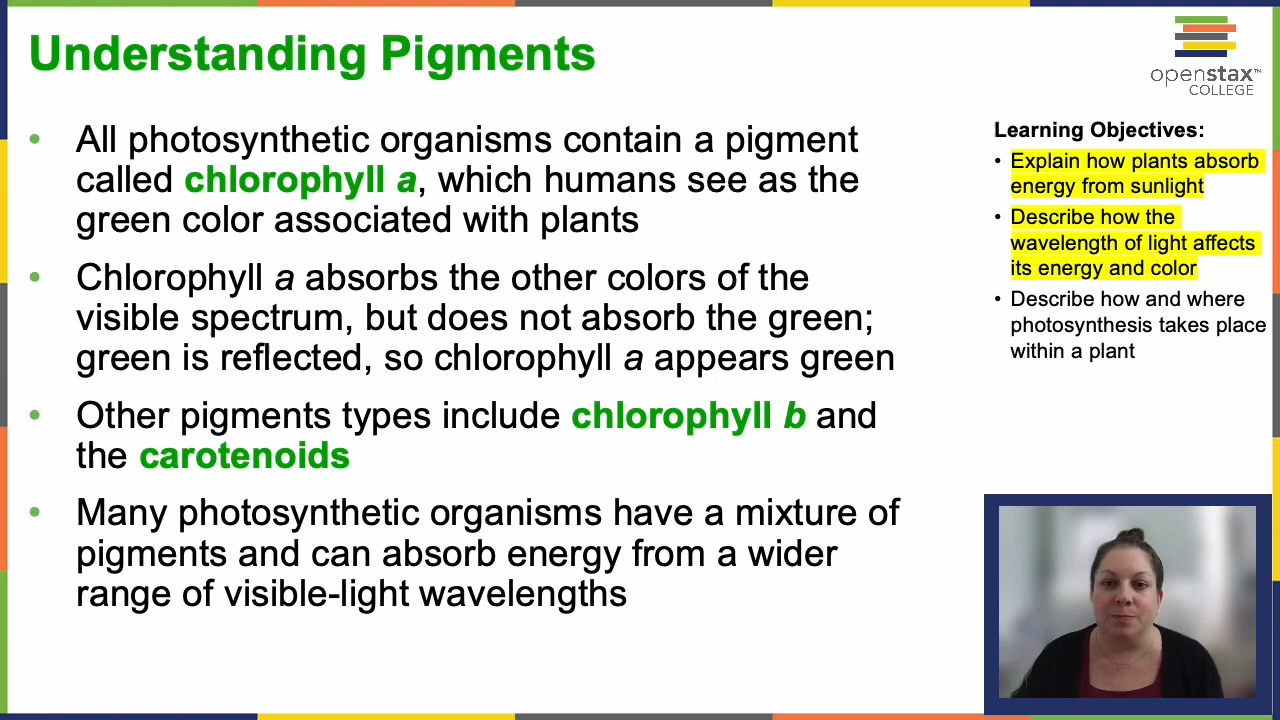 Understanding Pigments
• All photosynthetic organisms contain a pigment
called chlorophyll a, which humans see as the
green color associated with plants
• Chlorophyll a absorbs the other colors of the
visible spectrum, but does not absorb the green;
green is reflected, so chlorophyll a appears green
• Other pigments types include chlorophyll b and
the carotenoids
• Many photosynthetic organisms have a mixture of
pigments and can absorb energy from a wider
range of visible-light wavelengths
openstax™
COLLEGE
Learning Objectives:
• Explain how plants absorb
energy from sunlight
• Describe how the
wavelength of light affects
its energy and color
• Describe how and where
photosynthesis takes place
within a plant